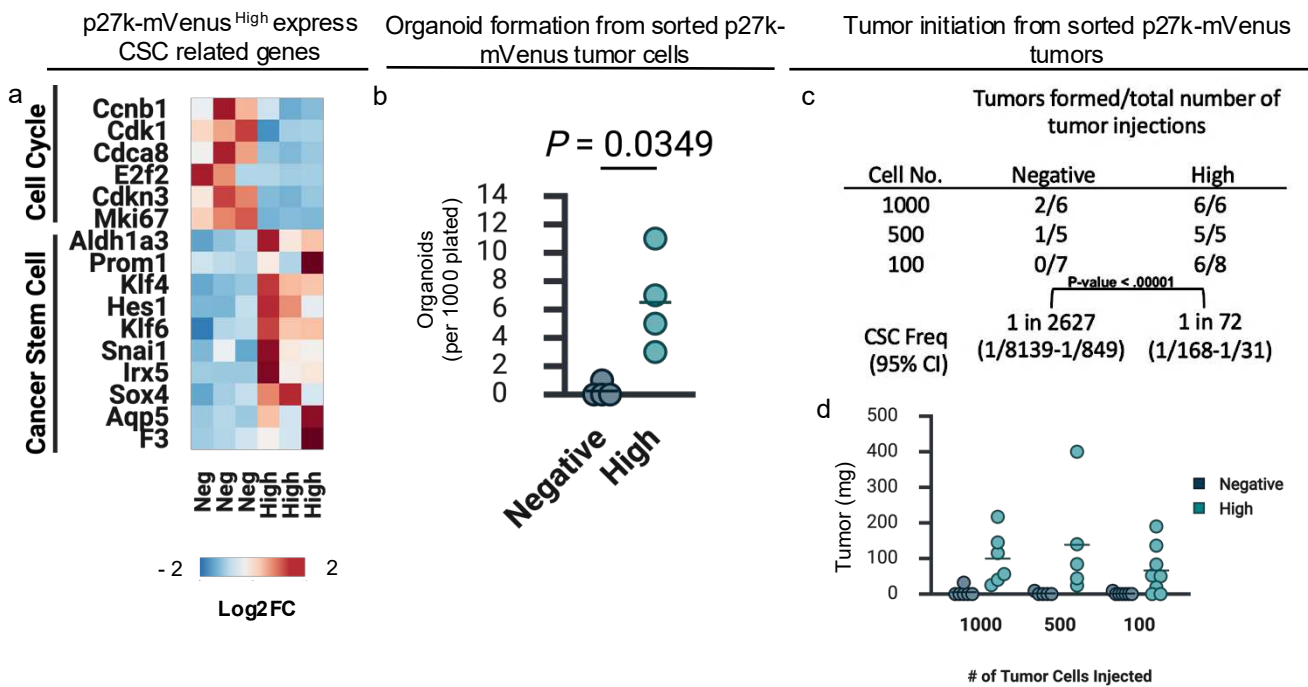 p27k-mVenus High express
CSC related genes
Organoid formation from sorted p27k-
mVenus tumor cells
Tumor initiation from sorted p27k-mVenus
tumors
a
Cell Cycle
Ccnb1
Cdk1
Cdca8
E2f2
Cdkn3
Mki67
Cancer Stem Cell
Aldh1a3
Prom1
Klf4
Hes1
Klf6
Snai1
Irx5
Sox4
Aqp5
F3
Neg Neg Neg High High High
- 2 2
Log2FC
b
P = 0.0349
Organoids
(per 1000 plated)
14
12
10
8
6
4
2
0
Negative High
c
Tumors formed/total number of
tumor injections
Cell No. Negative High
1000 2/6 6/6
500 1/5 5/5
100 0/7 6/8
P-value < .00001
CSC Freq
(95% CI)
1 in 2627 1 in 72
(1/8139-1/849) (1/168-1/31)
d
Tumor (mg)
500
400
300
200
100
0
1000 500 100
# of Tumor Cells Injected
Negative
High